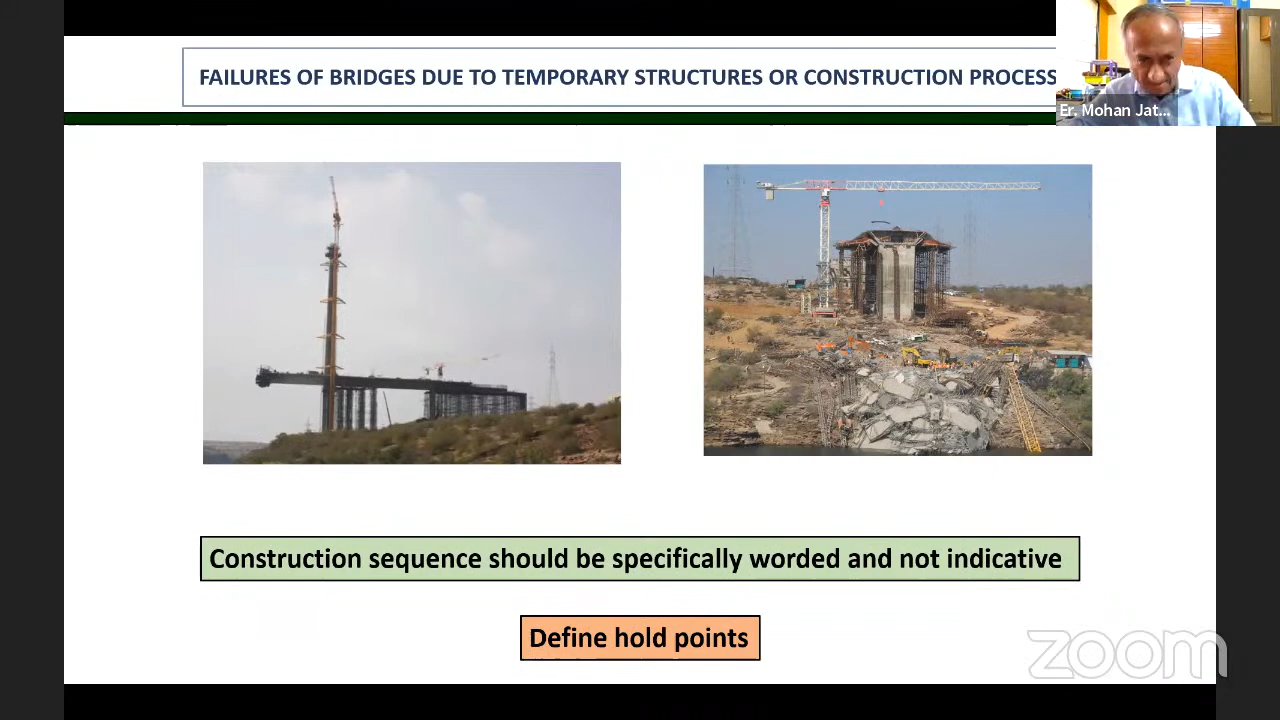 FAILURES OF BRIDGES DUE TO TEMPORARY STRUCTURES OR CONSTRUCTION PROCESS
Er. Mohan Jat...
Construction sequence should be specifically worded and not indicative
Define hold points
zoom